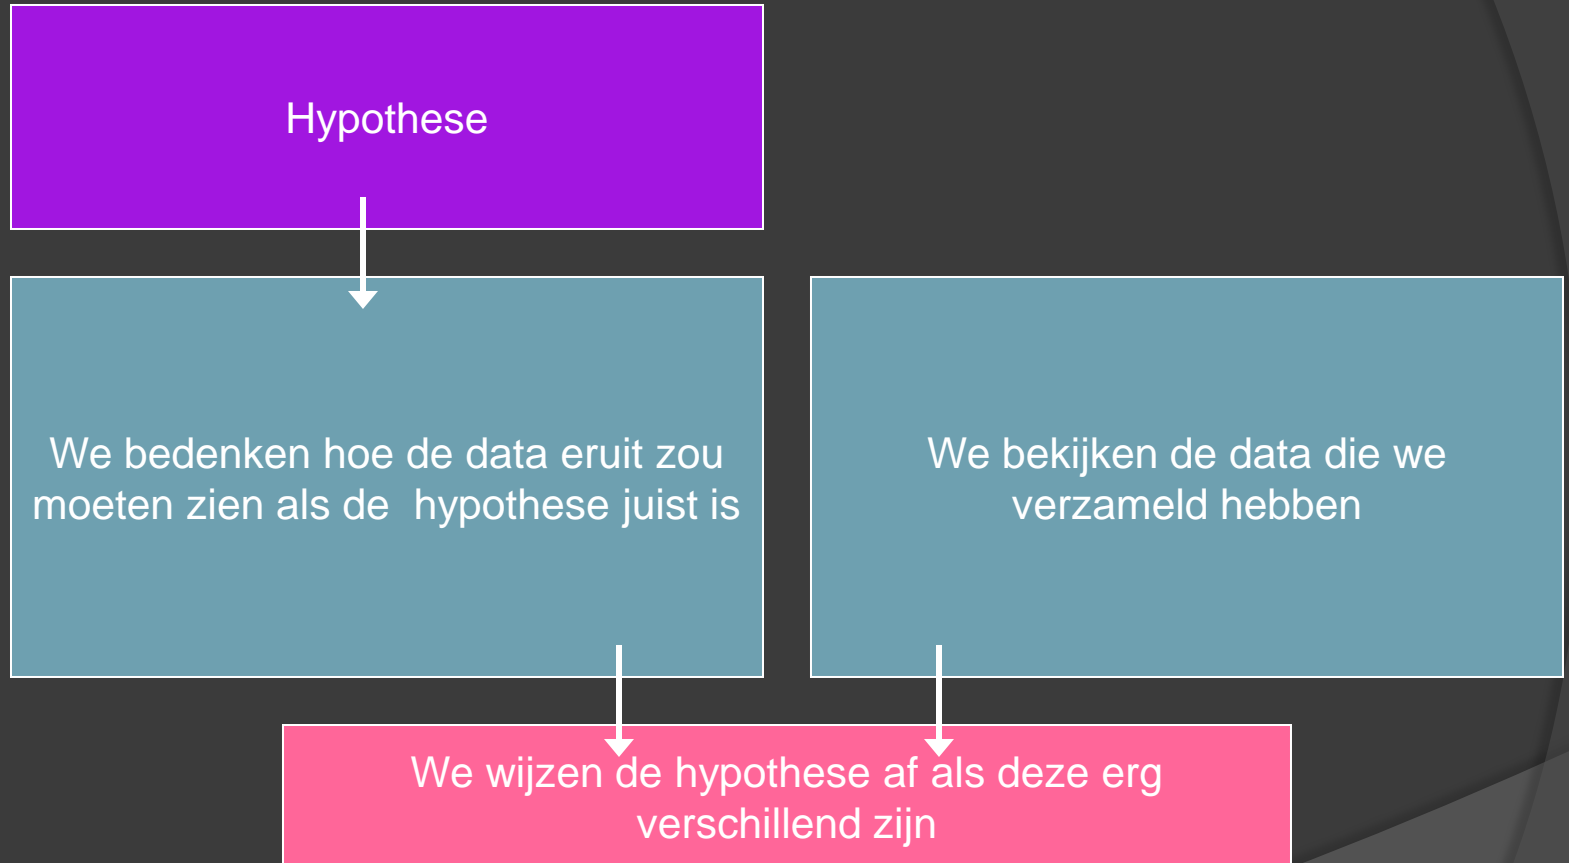 Hypothese
We bedenken hoe de data eruit zou
moeten zien als de  hypothese juist is
We bekijken de data die we
verzameld hebben
We wijzen de hypothese af als deze erg
verschillend zijn